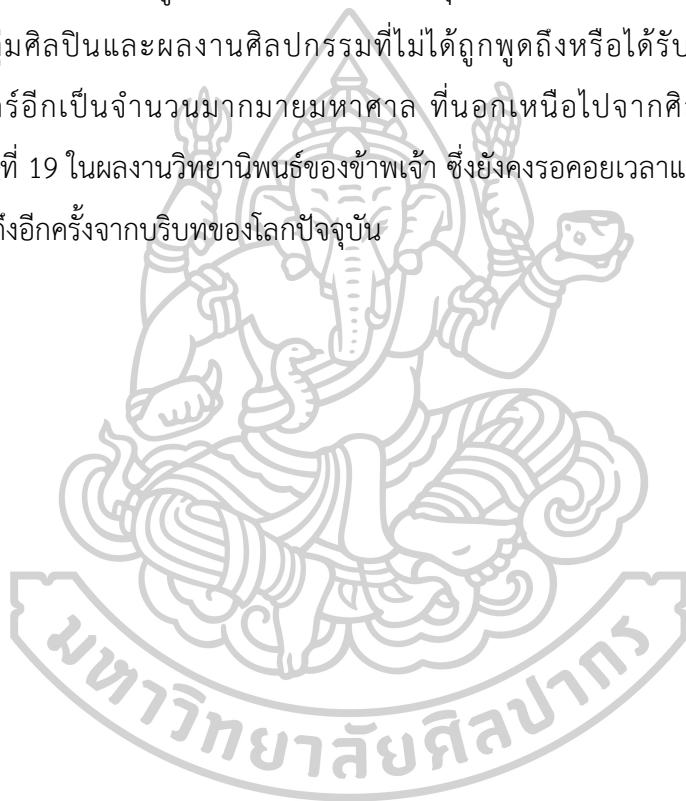 ศิลปินและผลงานศิลปกรรมที่ไม่ได้ถูกพูดถึงหรือได้รับ
อีกเป็นจำนวนมากมายมหาศาล ที่นอกเหนือไปจาก
ที่ 19 ในผลงานวิทยานิพนธ์ของข้าพเจ้า ซึ่งยังคงรอคอยเวลา
อีกครั้งจากบริบทของโลกปัจจุบัน
มหาวิทยาลัยศิลปากร